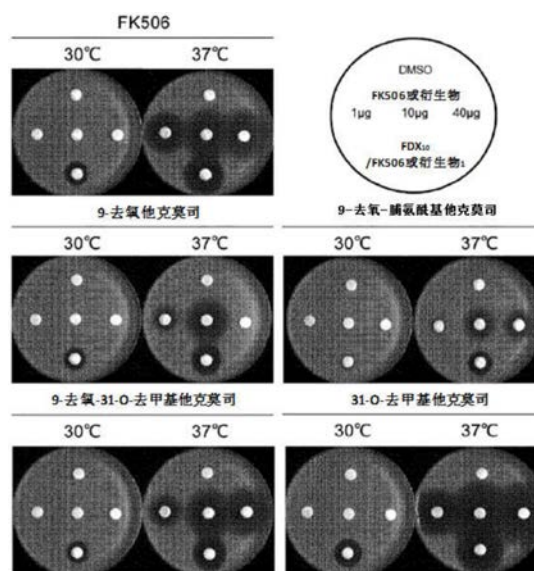 FK506
30℃
37℃
DMSO
FK506或衍生物
1µg 10µg 40µg
FDX10
/FK506或衍生物1
9-去氧他克莫司
30℃
37℃
9-去氧-脯氨酰基他克莫司
30℃
37℃
9-去氧-31-O-去甲基他克莫司
30℃
37℃
31-O-去甲基他克莫司
30℃
37℃